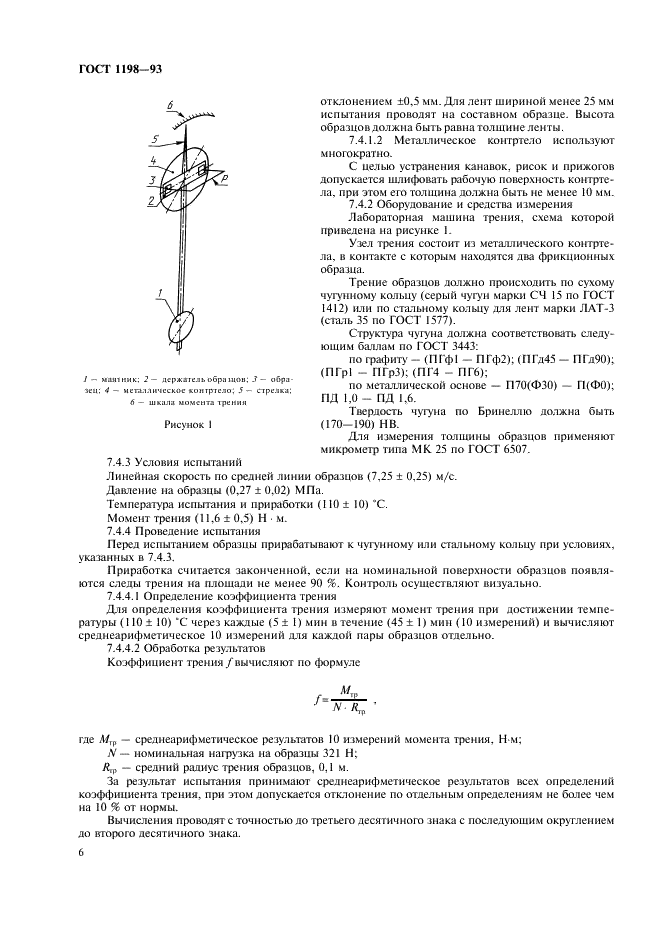 ГОСТ 1198—93
6
5
4
3
2
P
1
1 — маятник; 2 — держатель образцов; 3 — обра-
зец; 4 — металлическое контртело; 5 — стрелка;
6 — шкала момента трения
Рисунок 1
отклонением ±0,5 мм. Для лент шириной менее 25 мм
испытания проводят на составном образце. Высота
образцов должна быть равна толщине ленты.
7.4.1.2 Металлическое контртело используют
многократно.
С целью устранения канавок, рисок и прижогов
допускается шлифовать рабочую поверхность контрте-
ла, при этом его толщина должна быть не менее 10 мм.
7.4.2 Оборудование и средства измерения
Лабораторная машина трения, схема которой
приведена на рисунке 1.
Узел трения состоит из металлического контрте-
ла, в контакте с которым находятся два фрикционных
образца.
Трение образцов должно происходить по сухому
чугунному кольцу (серый чугун марки СЧ 15 по ГОСТ
1412) или по стальному кольцу для лент марки ЛАТ-3
(сталь 35 по ГОСТ 1577).
Структура чугуна должна соответствовать следу-
ющим баллам по ГОСТ 3443:
по графиту — (ПГф1 — ПГф2); (ПГд45 — ПГд90);
(ПГр1 — ПГр3); (ПГ4 — ПГ6);
по металлической основе — П70(Ф30) — П(Ф0);
ПД 1,0 — ПД 1,6.
Твердость чугуна по Бринеллю должна быть
(170—190) НВ.
Для измерения толщины образцов применяют
микрометр типа МК 25 по ГОСТ 6507.
7.4.3 Условия испытаний
Линейная скорость по средней линии образцов (7,25 ± 0,25) м/с.
Давление на образцы (0,27 ± 0,02) МПа.
Температура испытания и приработки (110 ± 10) °С.
Момент трения (11,6 ± 0,5) Н · м.
7.4.4 Проведение испытания
Перед испытанием образцы прирабатывают к чугунному или стальному кольцу при условиях,
указанных в 7.4.3.
Приработка считается законченной, если на номинальной поверхности образцов появля-
ются следы трения на площади не менее 90 %. Контроль осуществляют визуально.
7.4.4.1 Определение коэффициента трения
Для определения коэффициента трения измеряют момент трения при достижении темпе-
ратуры (110 ± 10) °С через каждые (5 ± 1) мин в течение (45 ± 1) мин (10 измерений) и вычисляют
среднеарифметическое 10 измерений для каждой пары образцов отдельно.
7.4.4.2 Обработка результатов
Коэффициент трения f вычисляют по формуле
f = Mтр / N · Rтр ,
где Mтр — среднеарифметическое результатов 10 измерений момента трения, Н·м;
N — номинальная нагрузка на образцы 321 Н;
Rтр — средний радиус трения образцов, 0,1 м.
За результат испытания принимают среднеарифметическое результатов всех определений
коэффициента трения, при этом допускается отклонение по отдельным определениям не более чем
на 10 % от нормы.
Вычисления проводят с точностью до третьего десятичного знака с последующим округлением
до второго десятичного знака.
6